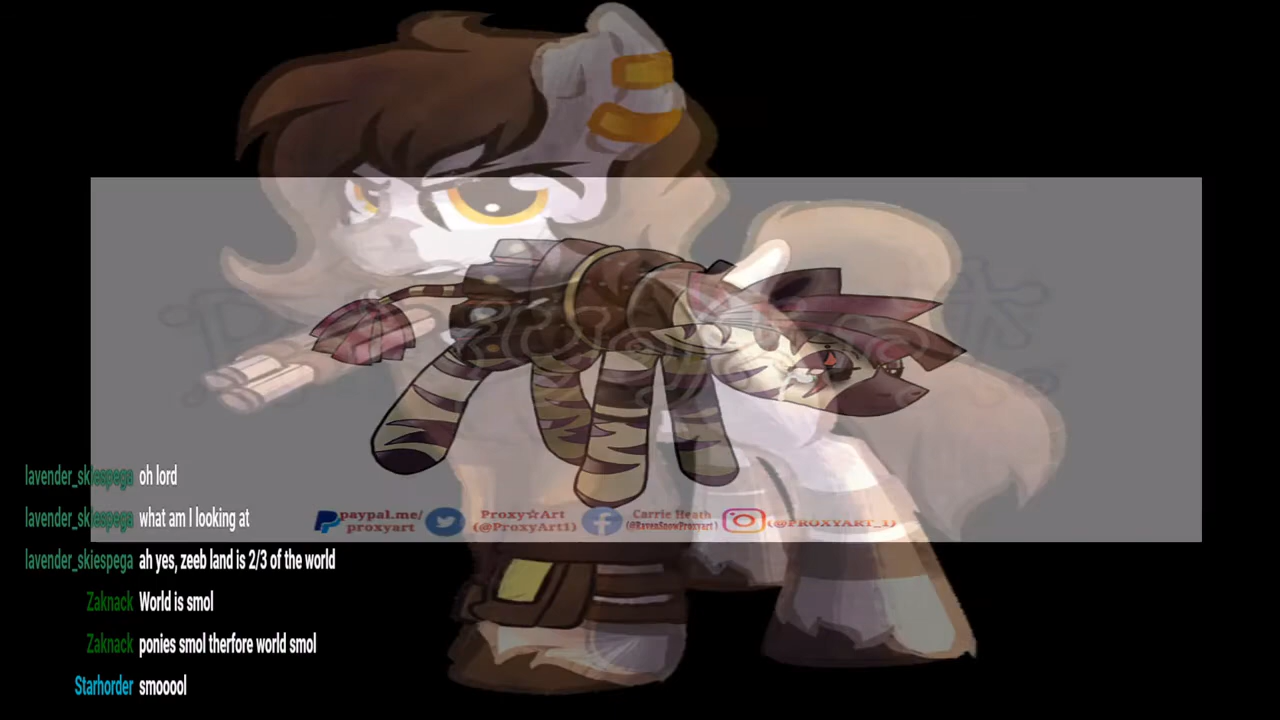 paypal.me/
proxyart
Proxy☆Art
(@ProxyArt1)
Carrie Heath
(@RavenSnowProxyart)
(@PROXYART_1)
lavender_skiespega oh lord
lavender_skiespega what am I looking at
lavender_skiespega ah yes, zeeb land is 2/3 of the world
Zaknack World is smol
Zaknack ponies smol therfore world smol
Starhorder smooool